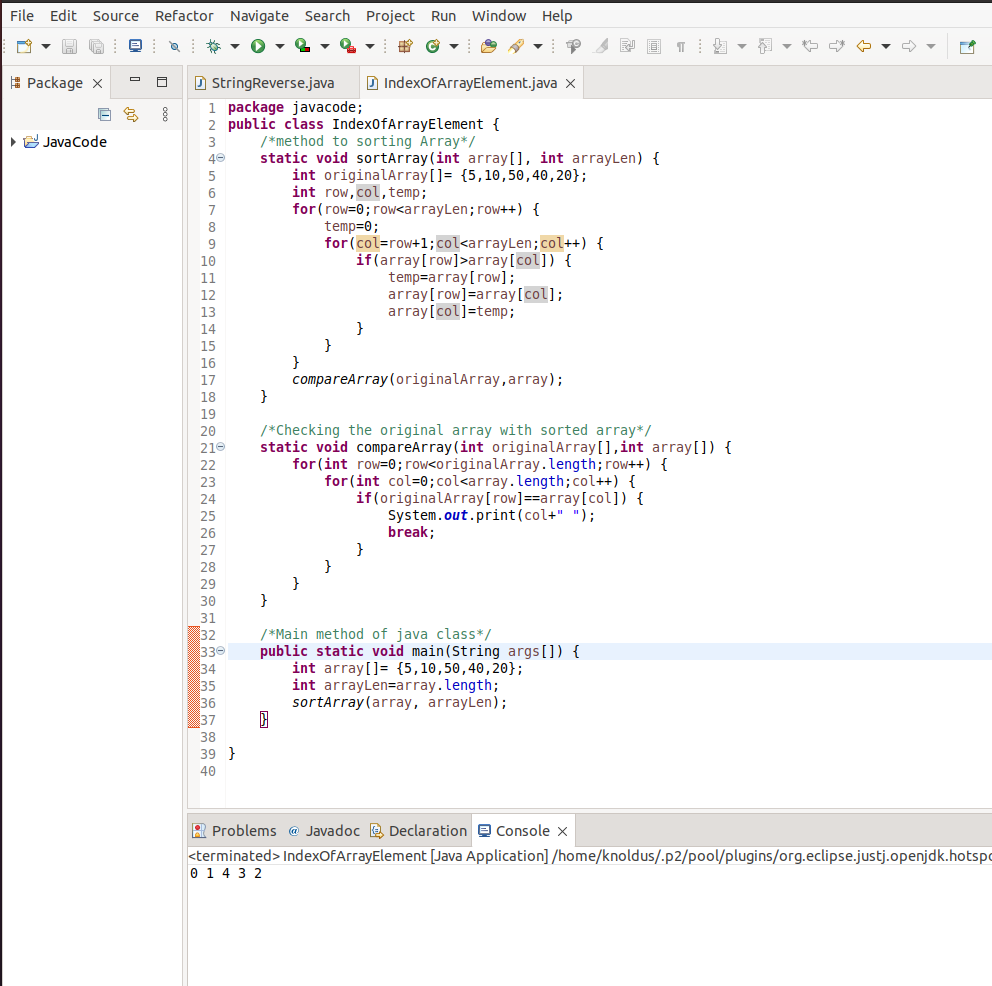 File Edit Source Refactor Navigate Search Project Run Window Help
Package
StringReverse.java IndexOfArrayElement.java
JavaCode
1 package javacode;
2 public class IndexOfArrayElement {
3 /*method to sorting Array*/
4 static void sortArray(int array[], int arrayLen) {
5 int originalArray[]= {5,10,50,40,20};
6 int row,col,temp;
7 for(row=0;row<arrayLen;row++) {
8 temp=0;
9 for(col=row+1;col<arrayLen;col++) {
10 if(array[row]>array[col]) {
11 temp=array[row];
12 array[row]=array[col];
13 array[col]=temp;
14 }
15 }
16 }
17 compareArray(originalArray,array);
18 }
19
20 /*Checking the original array with sorted array*/
21 static void compareArray(int originalArray[],int array[]) {
22 for(int row=0;row<originalArray.length;row++) {
23 for(int col=0;col<array.length;col++) {
24 if(originalArray[row]==array[col]) {
25 System.out.print(col+" ");
26 break;
27 }
28 }
29 }
30 }
31
32 /*Main method of java class*/
33 public static void main(String args[]) {
34 int array[]= {5,10,50,40,20};
35 int arrayLen=array.length;
36 sortArray(array, arrayLen);
37 }
38
39 }
40
Problems @ Javadoc Declaration Console
<terminated> IndexOfArrayElement [Java Application] /home/knoldus/.p2/pool/plugins/org.eclipse.justj.openjdk.hotspo
0 1 4 3 2